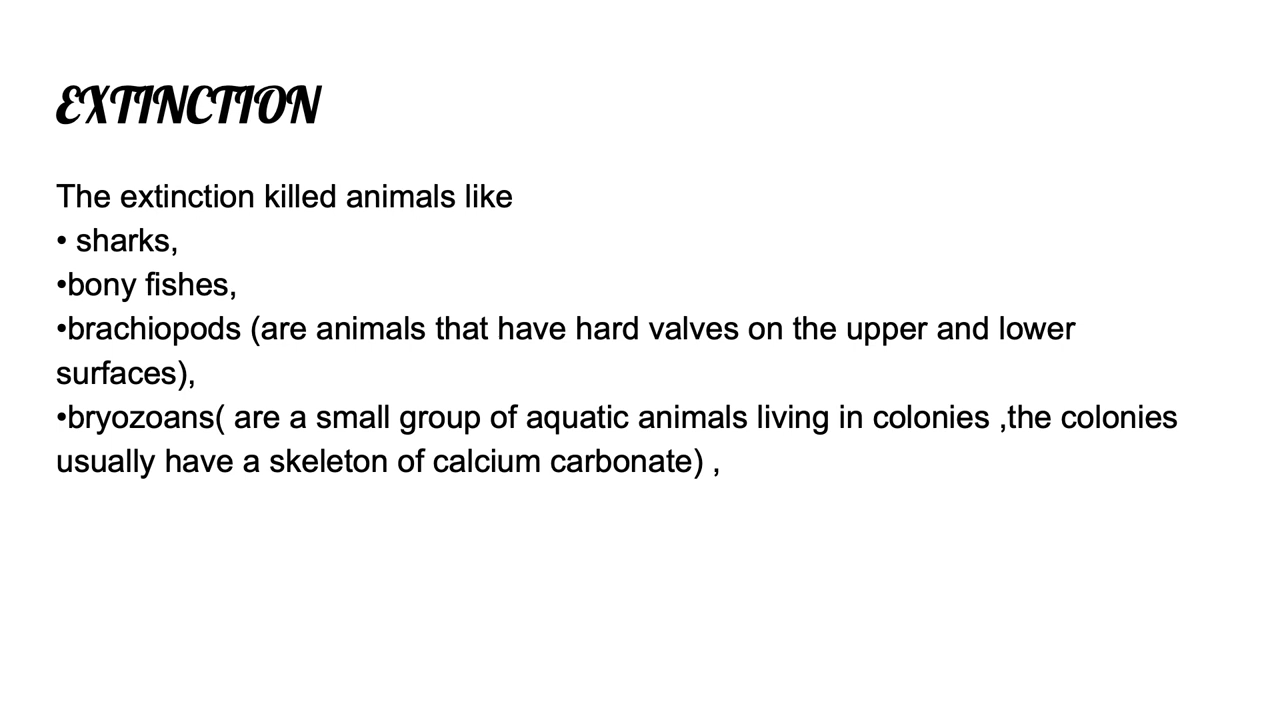 EXTINCTION
The extinction killed animals like
• sharks,
•bony fishes,
•brachiopods (are animals that have hard valves on the upper and lower
surfaces),
•bryozoans( are a small group of aquatic animals living in colonies ,the colonies
usually have a skeleton of calcium carbonate) ,